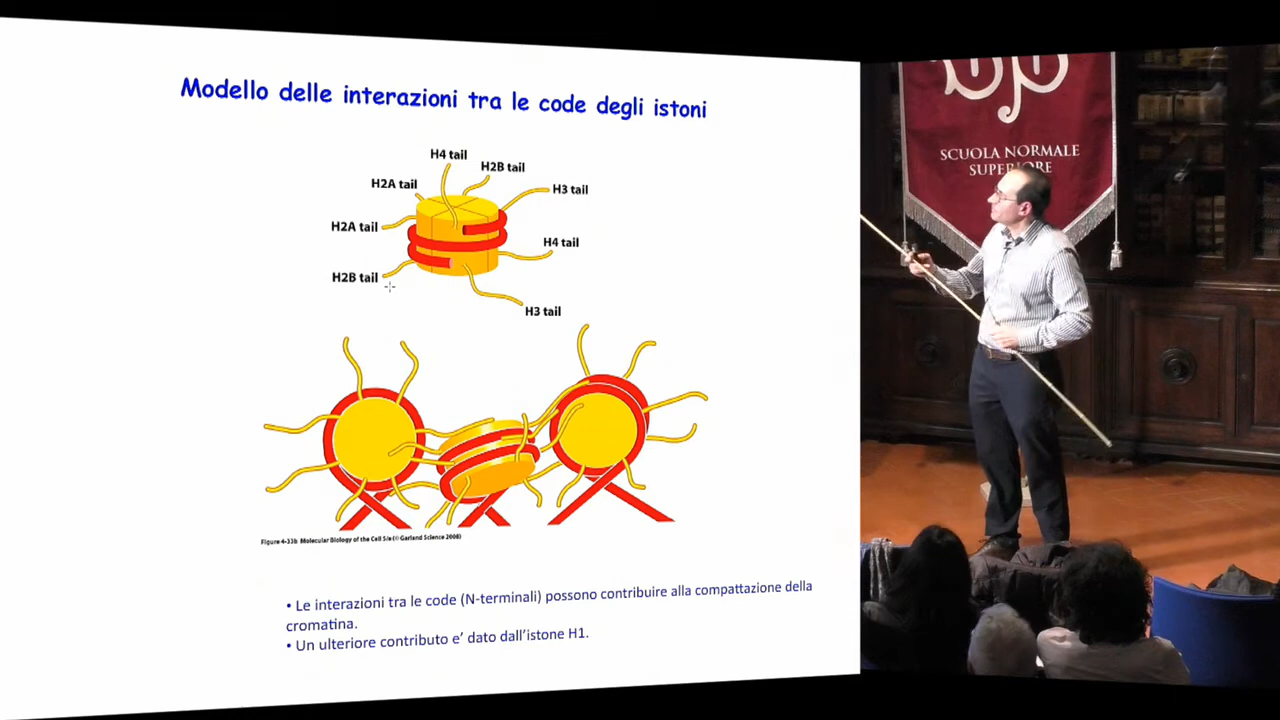 Modello delle interazioni tra le code degli istoni
H4 tail
H2B tail
H2A tail
H3 tail
H2A tail
H4 tail
H2B tail
H3 tail
Figure 4-33b Molecular Biology of the Cell 5/e (© Garland Science 2008)
• Le interazioni tra le code (N-terminali) possono contribuire alla compattazione della
cromatina.
• Un ulteriore contributo e' dato dall'istone H1.
SCUOLA NORMALE
SUPERIORE